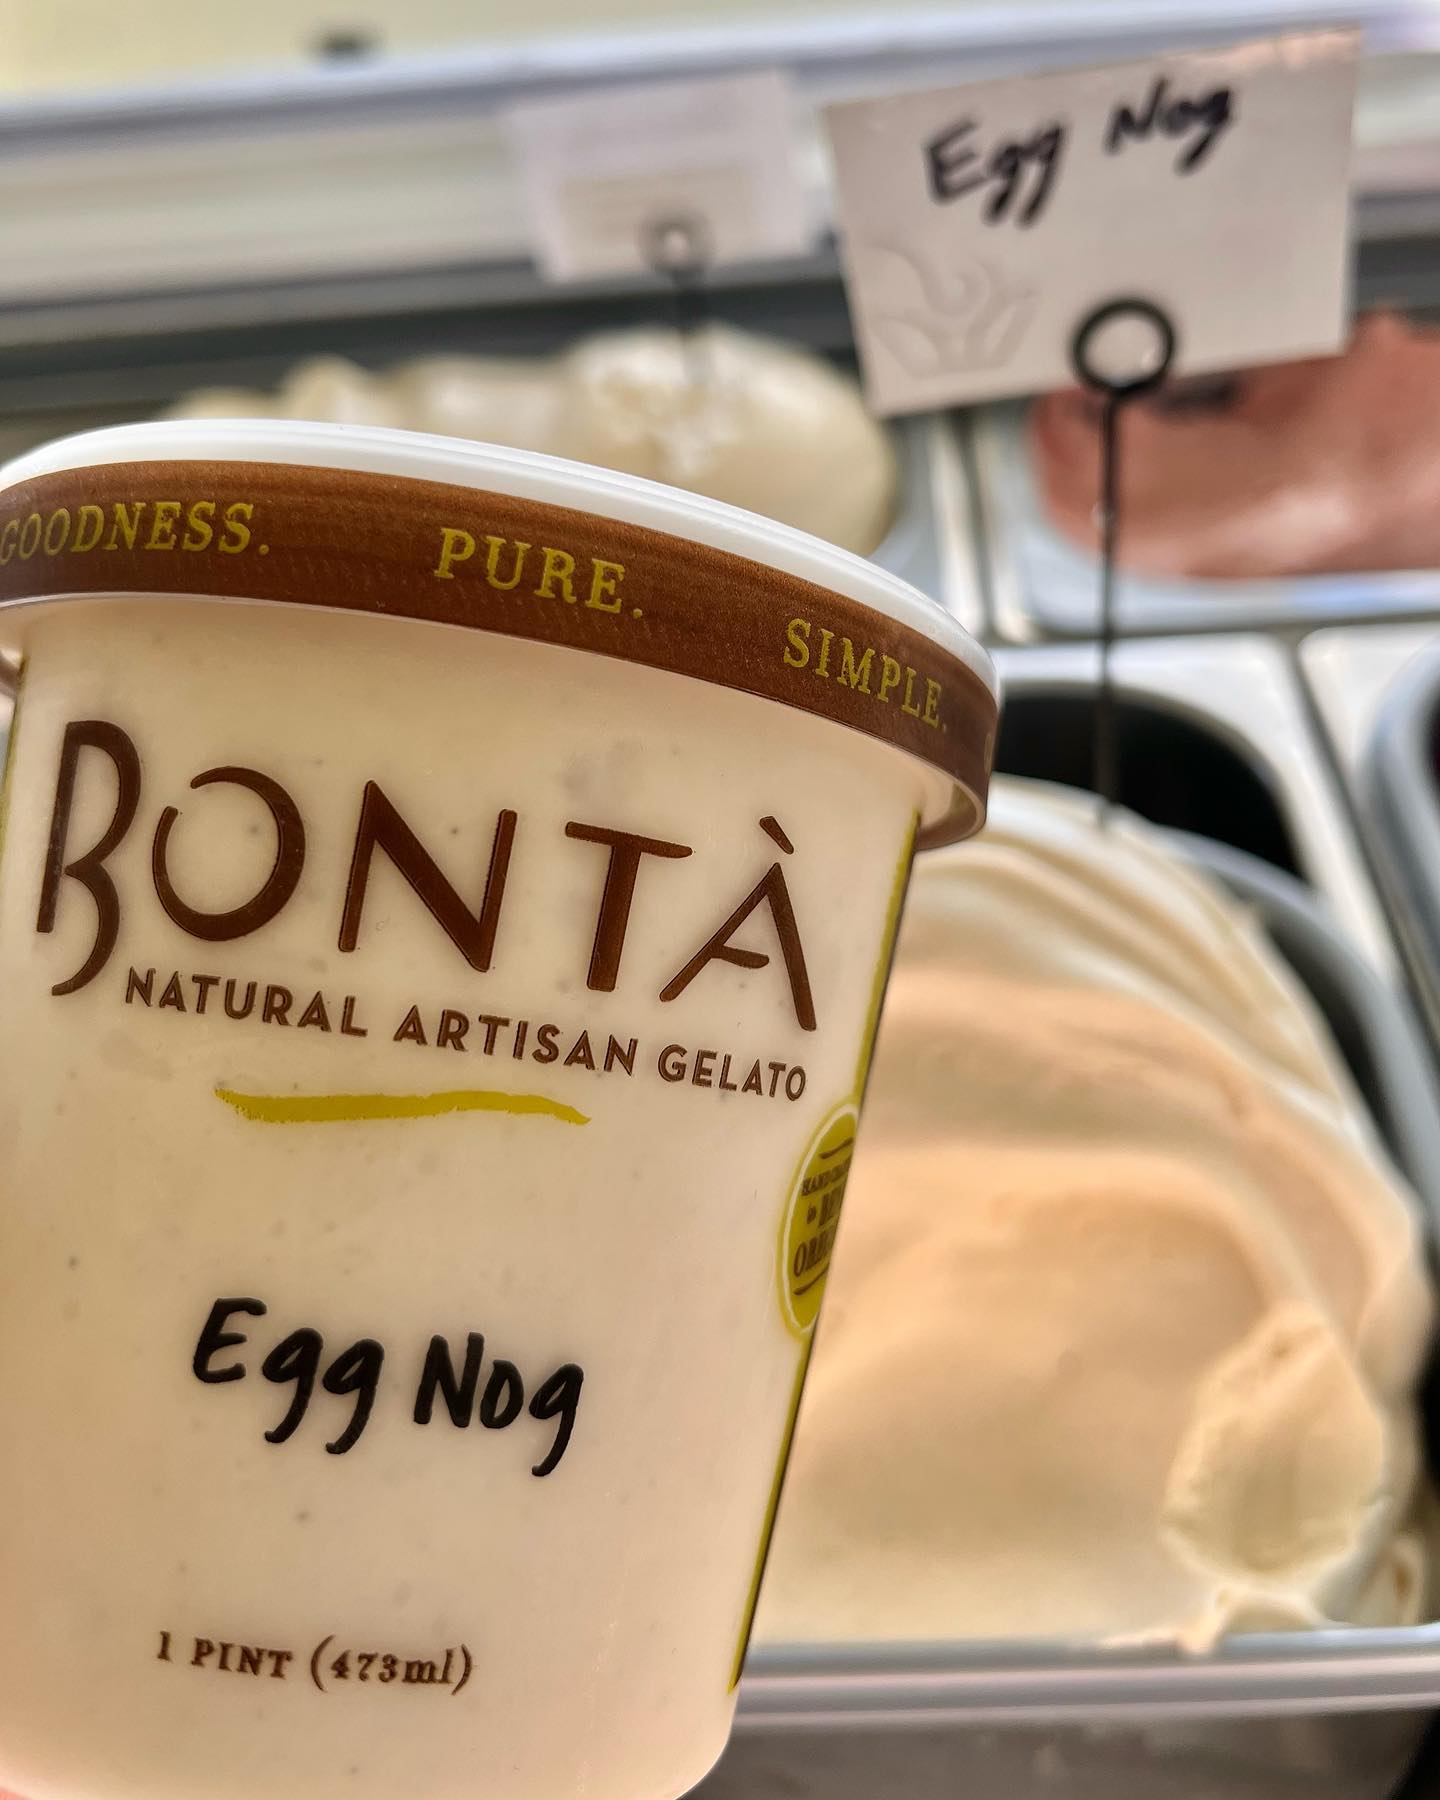 Egg Nog
GOODNESS. PURE. SIMPLE.
BONTÀ
NATURAL ARTISAN GELATO
Egg Nog
1 PINT (473ml)